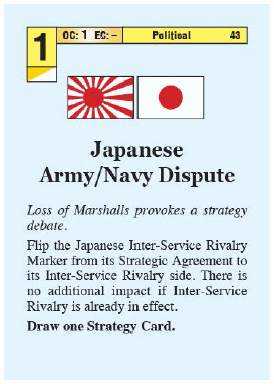 1 OC: 1 EC: – Political 43
Japanese
Army/Navy Dispute
Loss of Marshalls provokes a strategy
debate.
Flip the Japanese Inter-Service Rivalry
Marker from its Strategic Agreement to
its Inter-Service Rivalry side. There is
no additional impact if Inter-Service
Rivalry is already in effect.
Draw one Strategy Card.